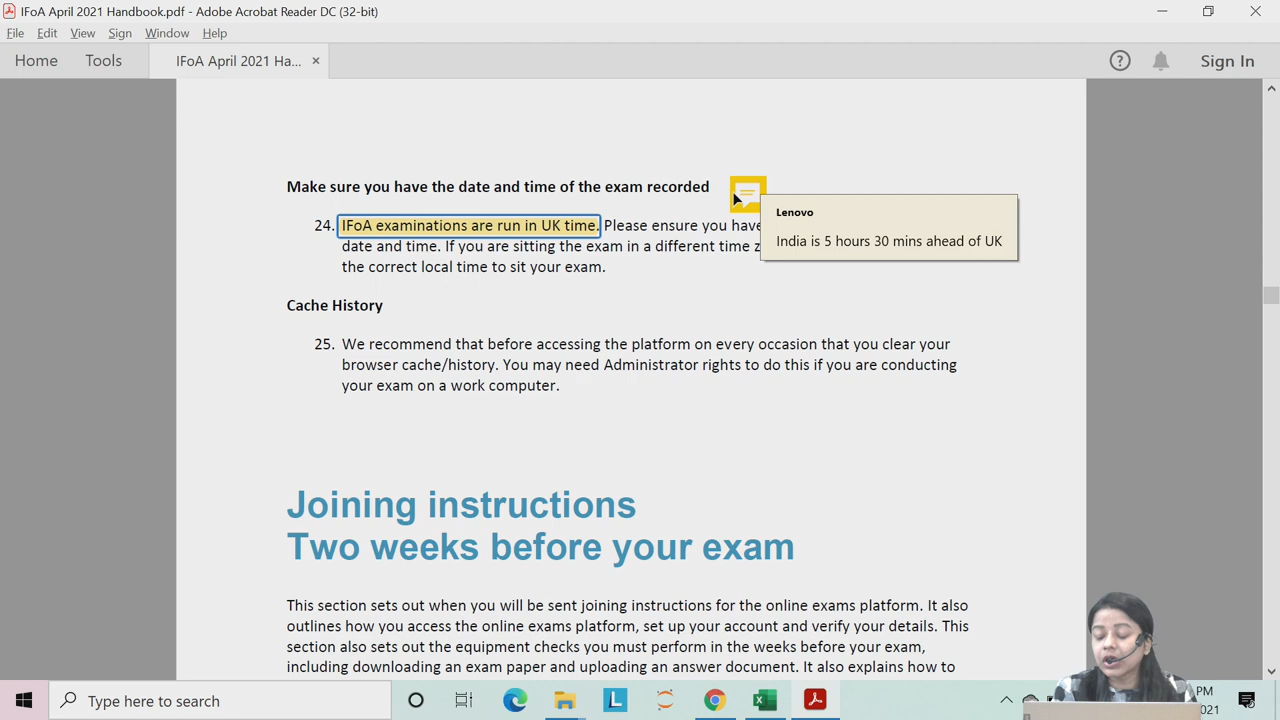 IFoA April 2021 Handbook.pdf - Adobe Acrobat Reader DC (32-bit)
File Edit View Sign Window Help
Home Tools IFoA April 2021 Ha... × Sign In
Make sure you have the date and time of the exam recorded
Lenovo
24. IFoA examinations are run in UK time. Please ensure you have
India is 5 hours 30 mins ahead of UK
date and time. If you are sitting the exam in a different time
the correct local time to sit your exam.
Cache History
25. We recommend that before accessing the platform on every occasion that you clear your
browser cache/history. You may need Administrator rights to do this if you are conducting
your exam on a work computer.
Joining instructions
Two weeks before your exam
This section sets out when you will be sent joining instructions for the online exams platform. It also
outlines how you access the online exams platform, set up your account and verify your details. This
section also sets out the equipment checks you must perform in the weeks before your exam,
including downloading an exam paper and uploading an answer document. It also explains how to
Type here to search
PM